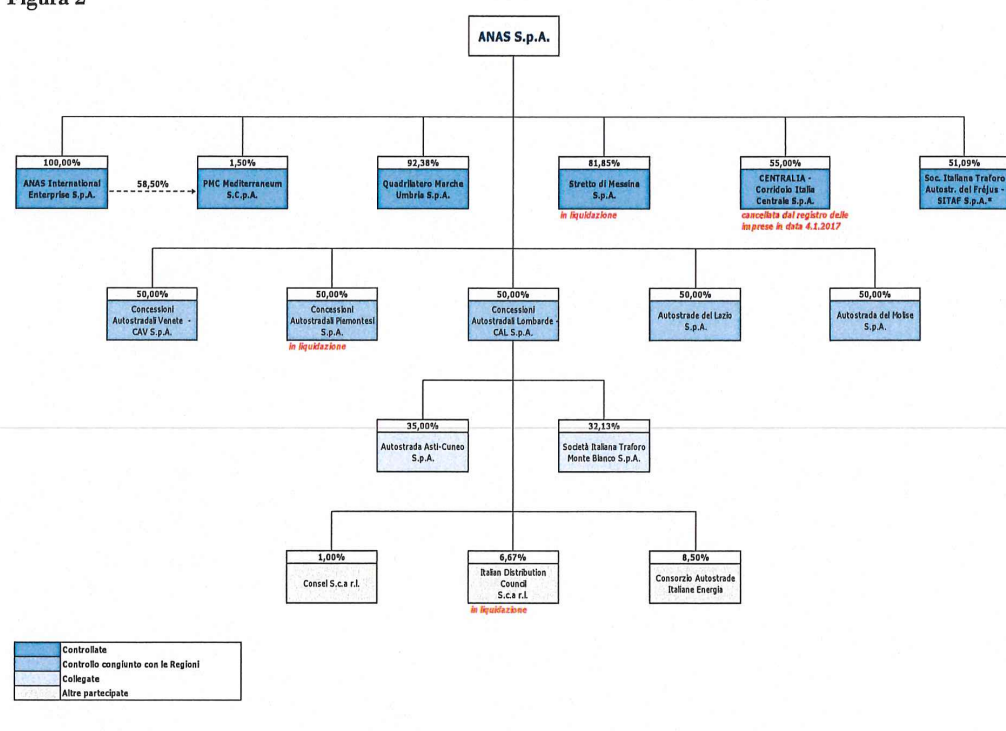 Figura 2
ANAS S.p.A.
100,00%
ANAS International
Enterprise S.p.A.
58,50%
1,50%
PMC Mediterraneum
S.C.p.A.
92,38%
Quadrilatero Marche
Umbria S.p.A.
81,85%
Stretto di Messina
S.p.A.
in liquidazione
55,00%
CENTRALIA -
Corridoio Italia
Centrale S.p.A.
cancellata dal registro delle
imprese in data 4.1.2017
51,09%
Soc. Italiana Traforo
Autostr. del Fréjus -
SITAF S.p.A.*
50,00%
Concessioni
Autostradali Venete -
CAV S.p.A.
50,00%
Concessioni
Autostradali Piemontesi
S.p.A.
in liquidazione
50,00%
Concessioni
Autostradali Lombarde -
CAL S.p.A.
50,00%
Autostrade del Lazio
S.p.A.
50,00%
Autostrada del Molise
S.p.A.
35,00%
Autostrada Asti-Cuneo
S.p.A.
32,13%
Società Italiana Traforo
Monte Bianco S.p.A.
1,00%
Consel S.c.a r.l.
6,67%
Italian Distribution
Council
S.c.a r.l.
in liquidazione
8,50%
Consorzio Autostrade
Italiane Energia
Controllate
Controllo congiunto con le Regioni
Collegate
Altre partecipate